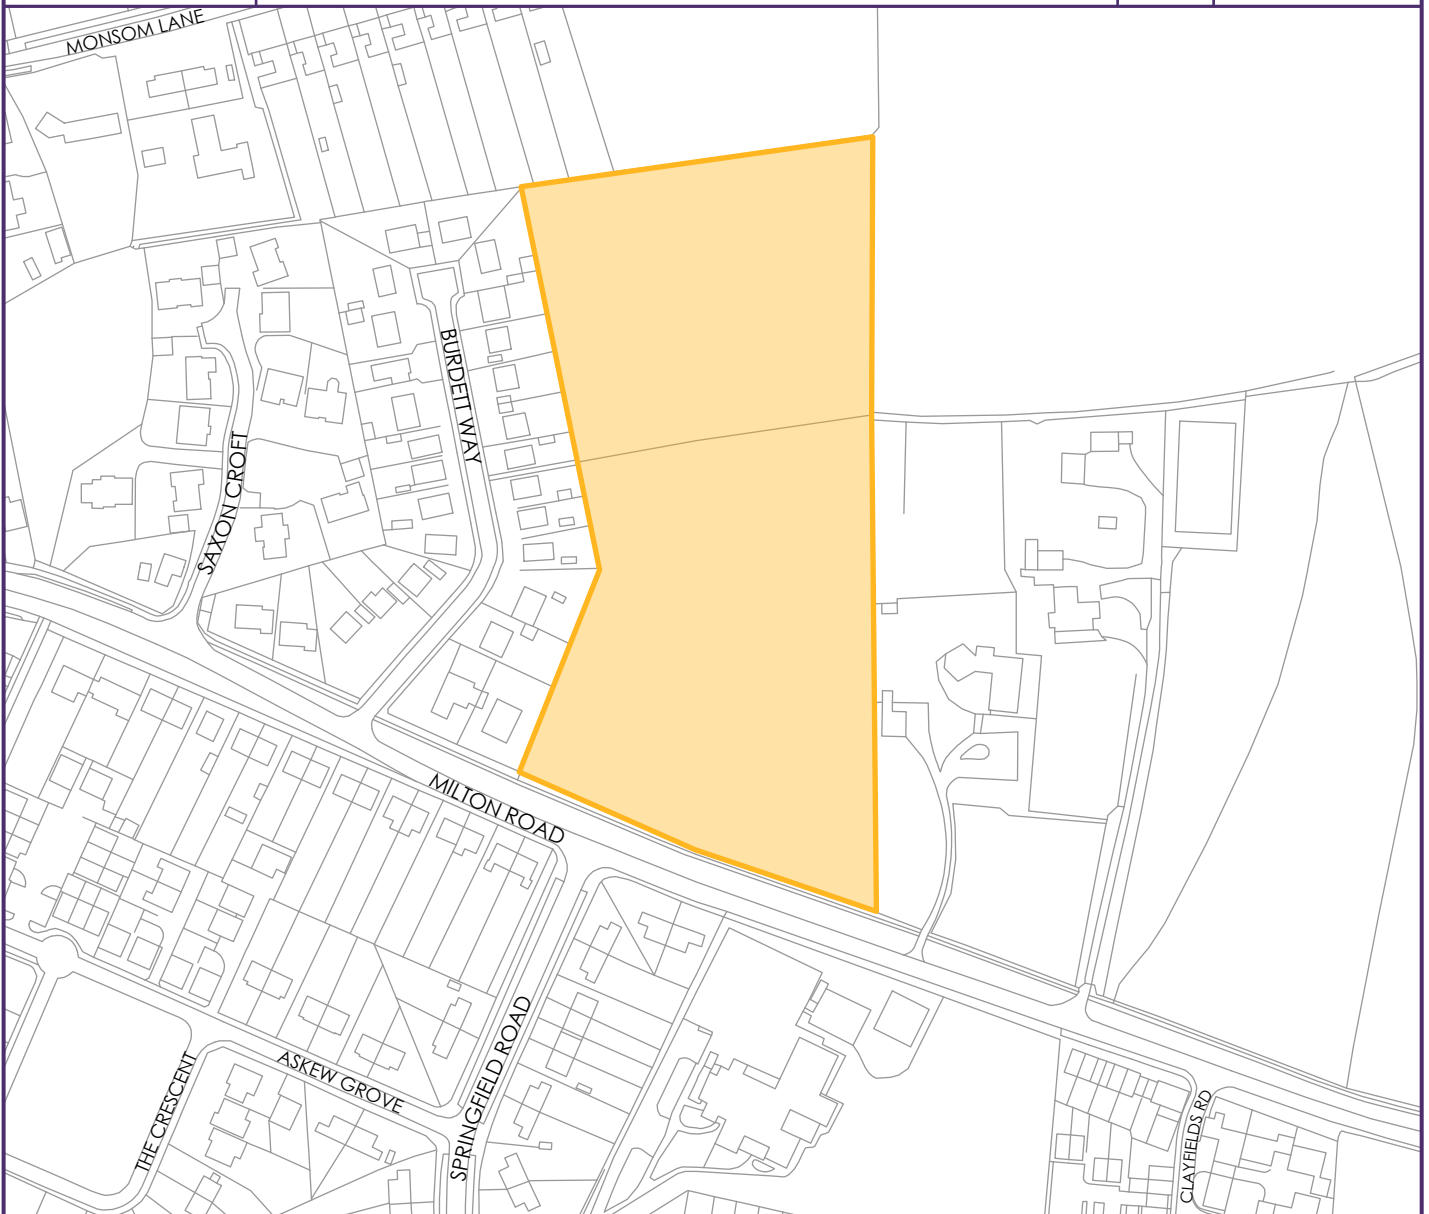 MONSOM LANE
BURDETT WAY
SAXON CROFT
MILTON ROAD
SPRINGFIELD ROAD
ASKEW GROVE
THE CRESCENT
CLAYFIELDS RD